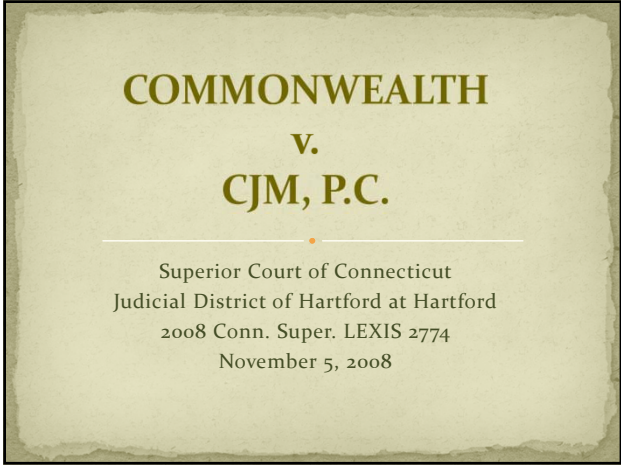 COMMONWEALTH
v.
CJM, P.C.
Superior Court of Connecticut
Judicial District of Hartford at Hartford
2008 Conn. Super. LEXIS 2774
November 5, 2008